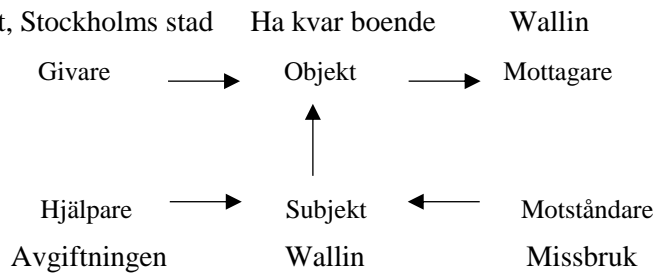 t, Stockholms stad Ha kvar boende Wallin
Givare Objekt Mottagare
Hjälpare Subjekt Motståndare
Avgiftningen Wallin Missbruk